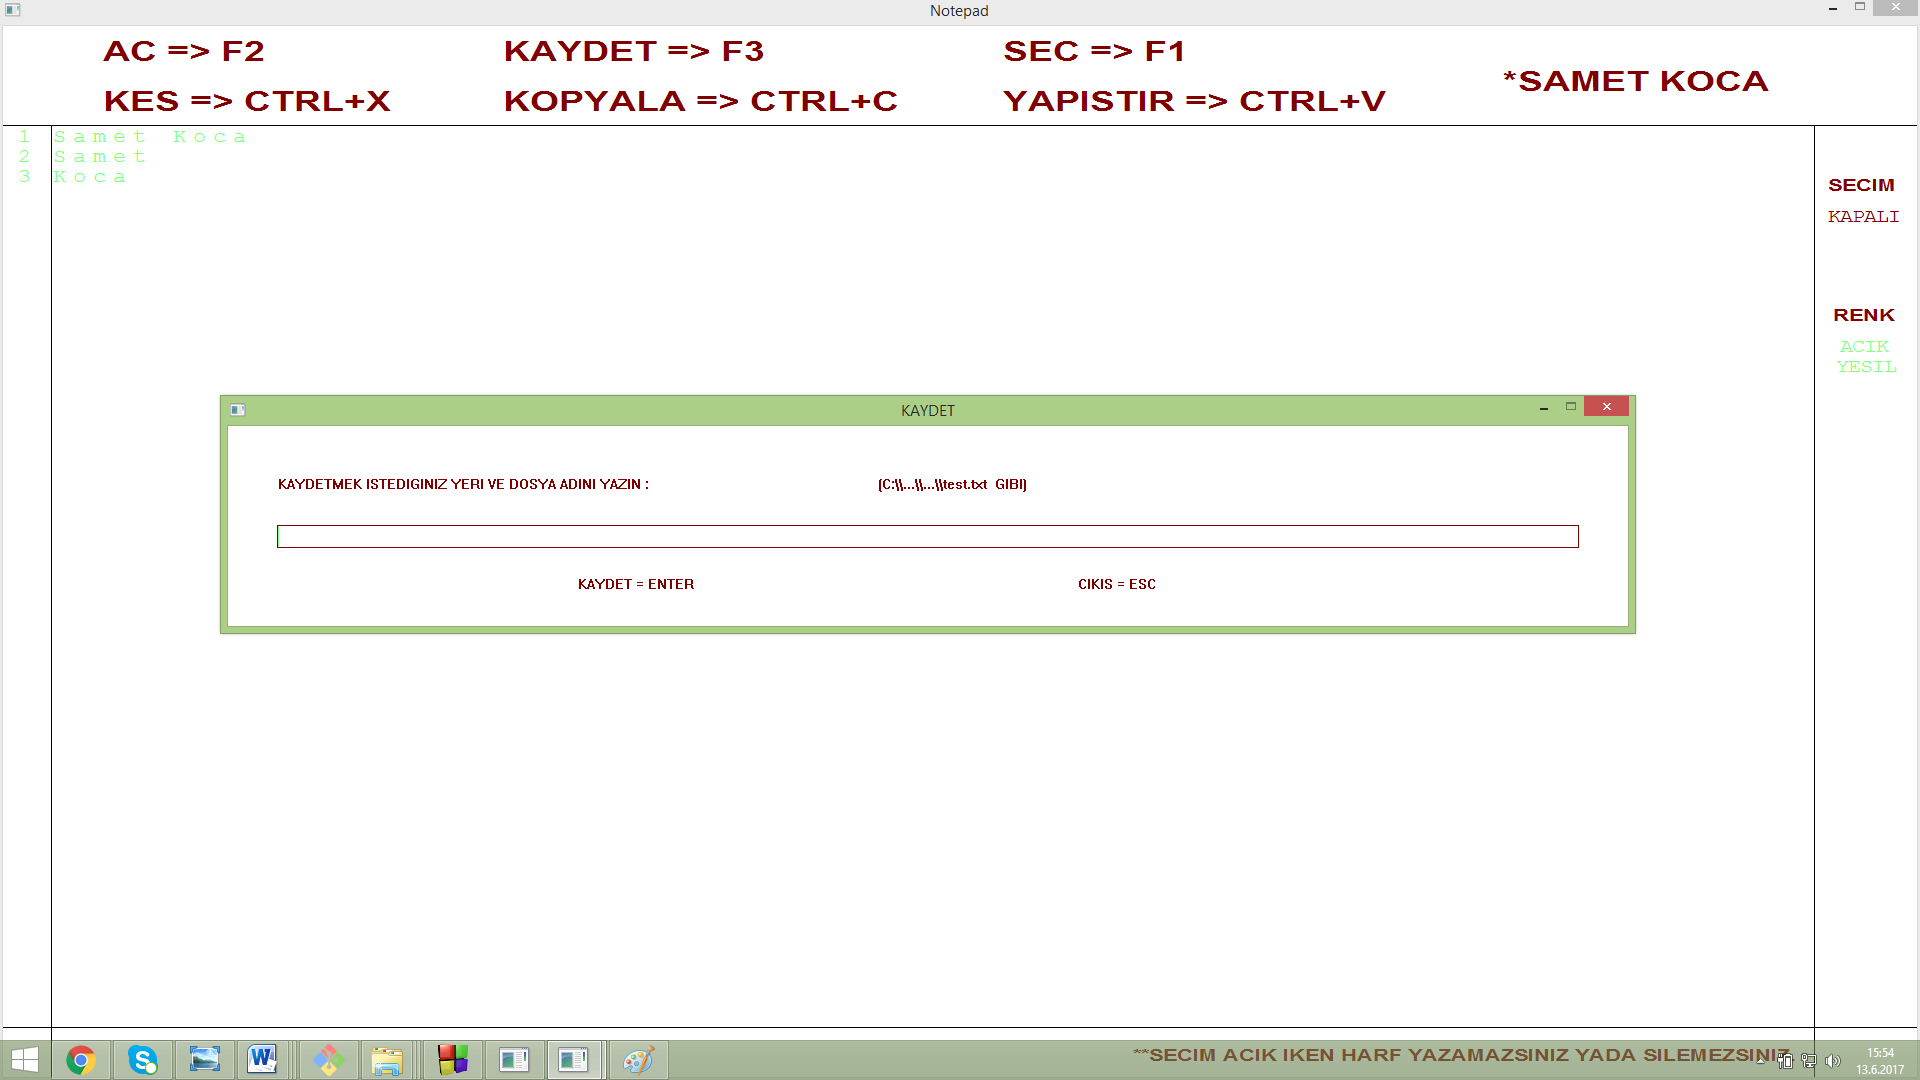 Notepad
AC => F2 KAYDET => F3 SEC => F1
*SAMET KOCA
KES => CTRL+X KOPYALA => CTRL+C YAPISTIR => CTRL+V
1 Samet Koca
2 Samet
3 Koca
SECIM
KAPALI
RENK
ACIK
YESIL
KAYDET
KAYDETMEK ISTEDIGINIZ YERI VE DOSYA ADINI YAZIN : (C:\\...\\...\\test.txt GIBI)
KAYDET = ENTER CIKIS = ESC
**SECIM ACIK IKEN HARF YAZAMAZSINIZ YADA SILEMEZSINIZ
15:54
13.6.2017